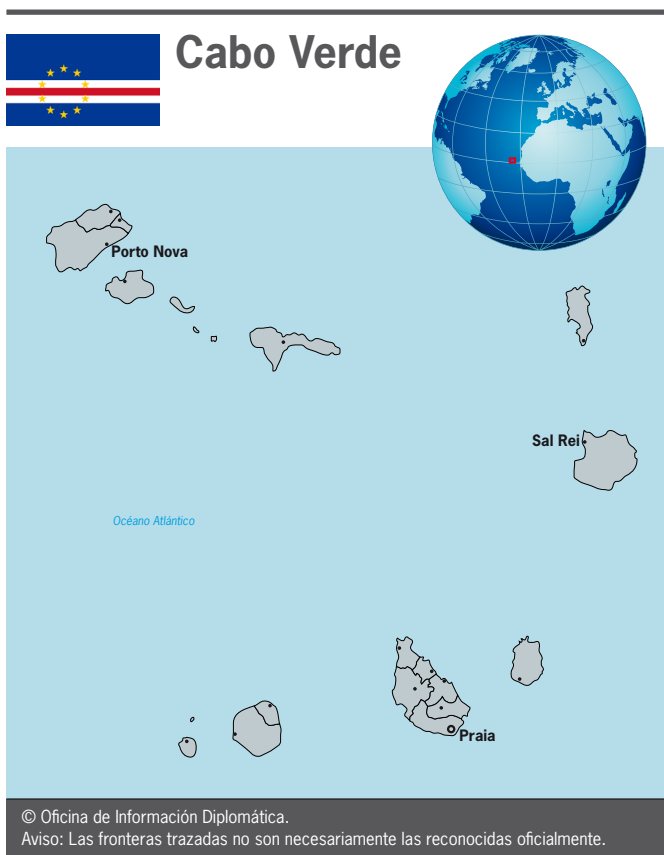 Cabo Verde
Porto Nova
Sal Rei
Océano Atlántico
Praia
© Oficina de Información Diplomática.
Aviso: Las fronteras trazadas no son necesariamente las reconocidas oficialmente.